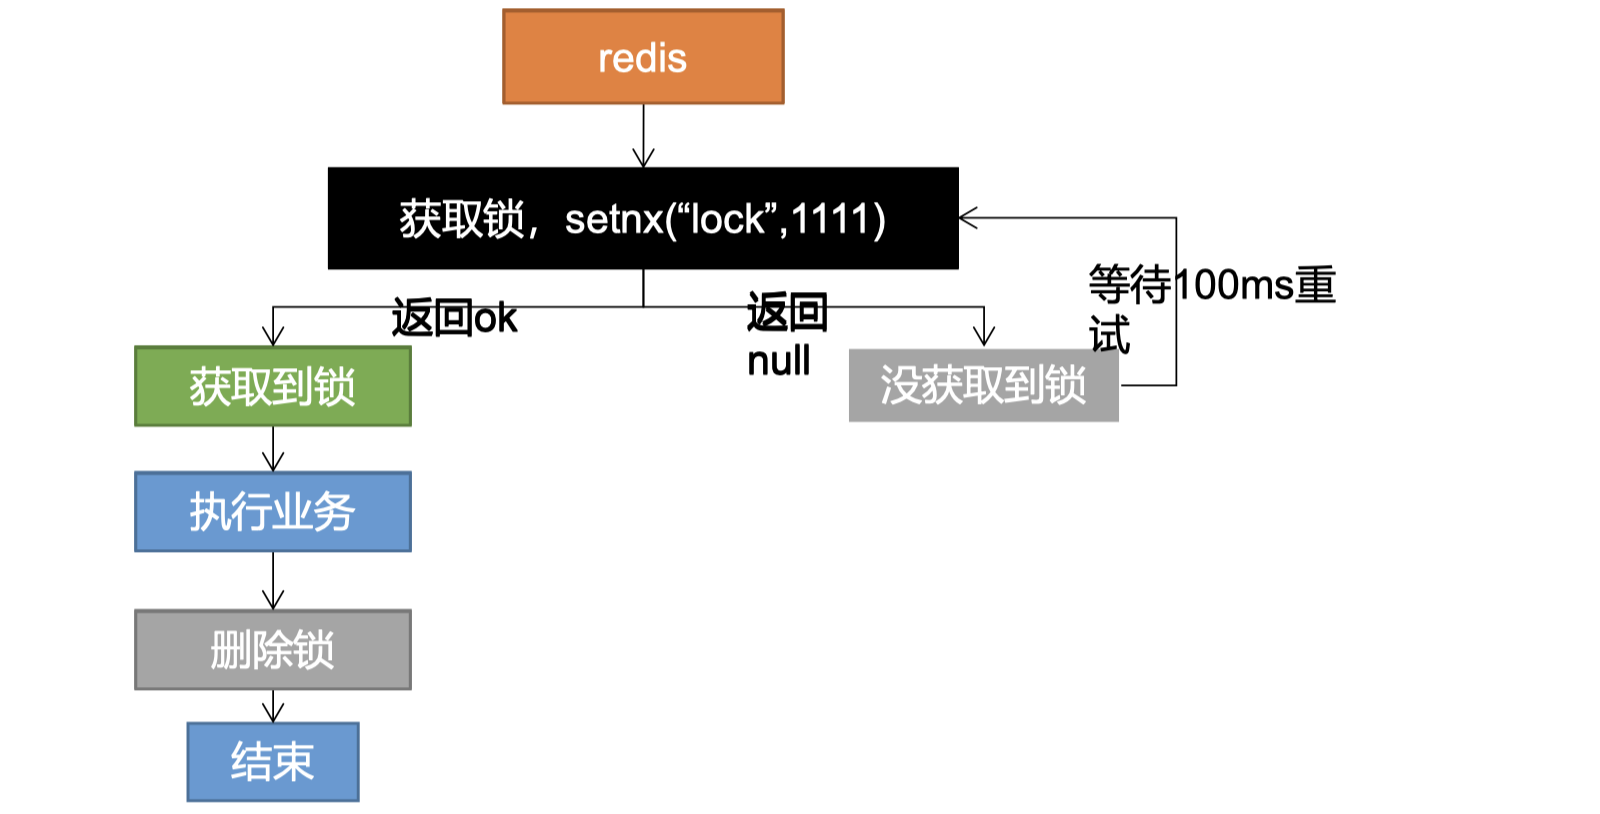 redis
获取锁，setnx(“lock”,1111)
等待100ms重
试
返回ok
返回
null
获取到锁
没获取到锁
执行业务
删除锁
结束